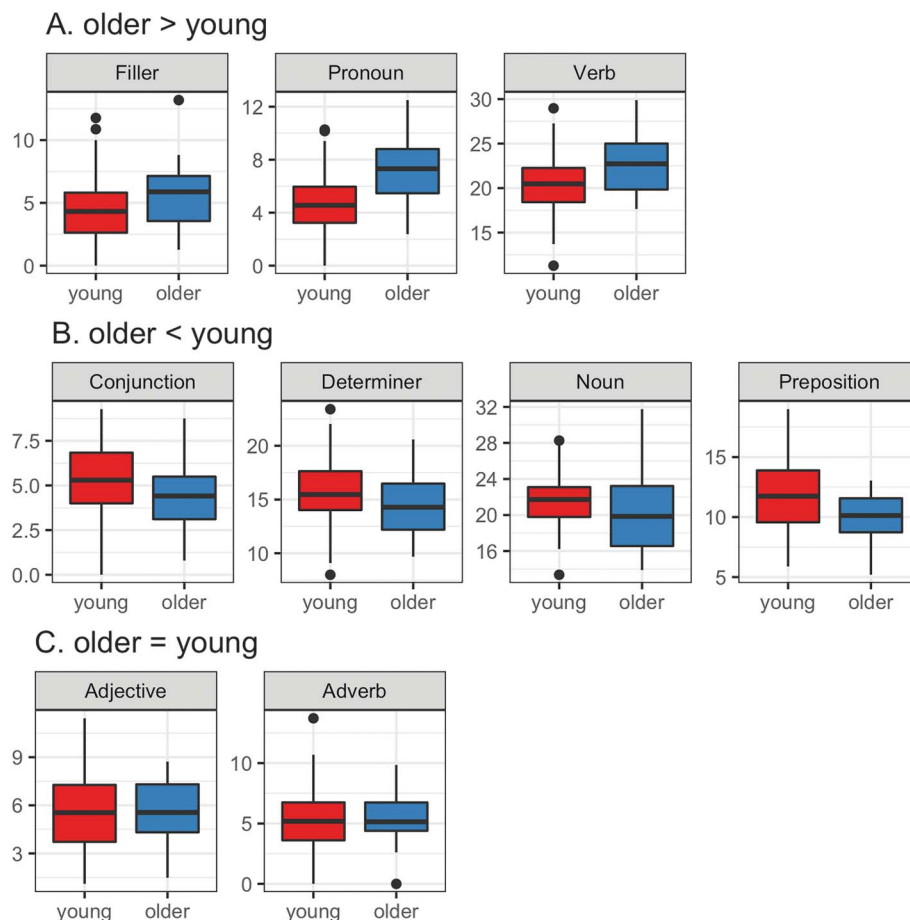 A. older > young
Filler Pronoun Verb
10 5 0
12 8 4 0
30 25 20 15
young older young older young older
B. older < young
Conjunction Determiner Noun Preposition
7.5 5.0 2.5 0.0
20 15 10
32 28 24 20 16
15 10 5
young older young older young older young older
C. older = young
Adjective Adverb
9 6 3
10 5 0
young older young older